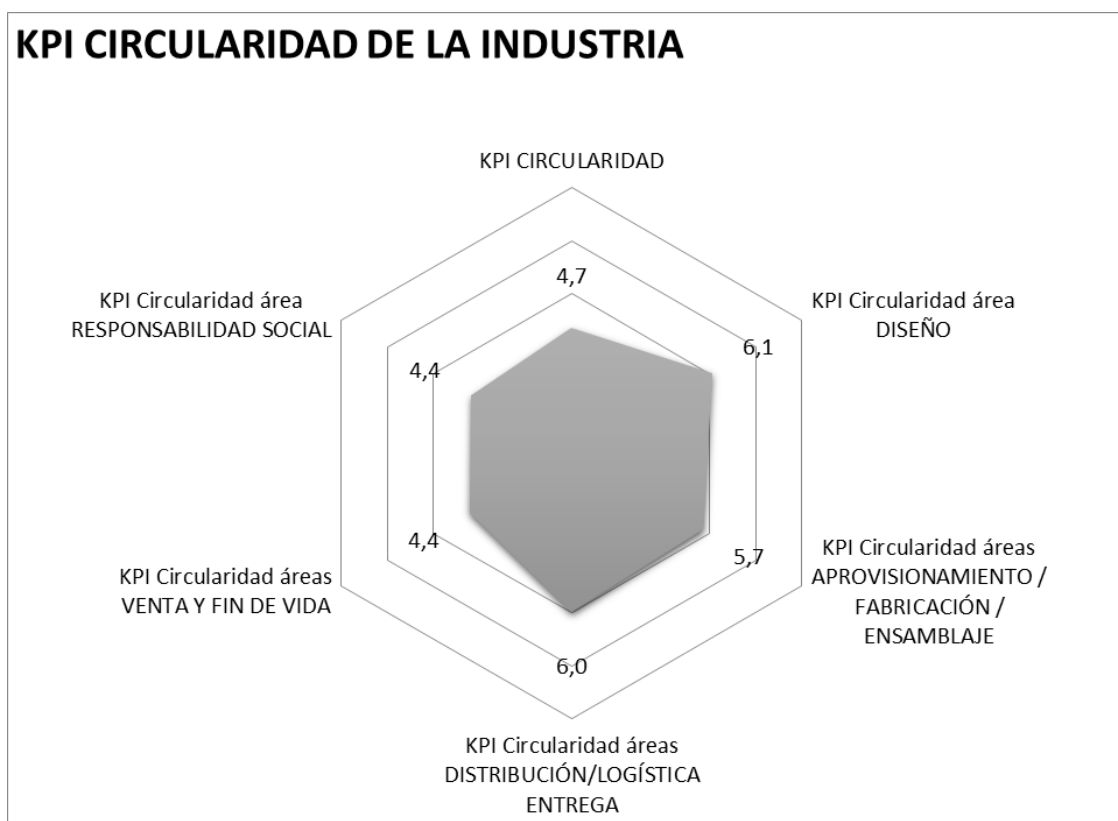 KPI CIRCULARIDAD DE LA INDUSTRIA
KPI CIRCULARIDAD
4,7
KPI Circularidad área
DISEÑO
6,1
KPI Circularidad áreas
APROVISIONAMIENTO /
FABRICACIÓN /
ENSAMBLAJE
5,7
KPI Circularidad áreas
DISTRIBUCIÓN/LOGÍSTICA
ENTREGA
6,0
KPI Circularidad áreas
VENTA Y FIN DE VIDA
4,4
KPI Circularidad área
RESPONSABILIDAD SOCIAL
4,4